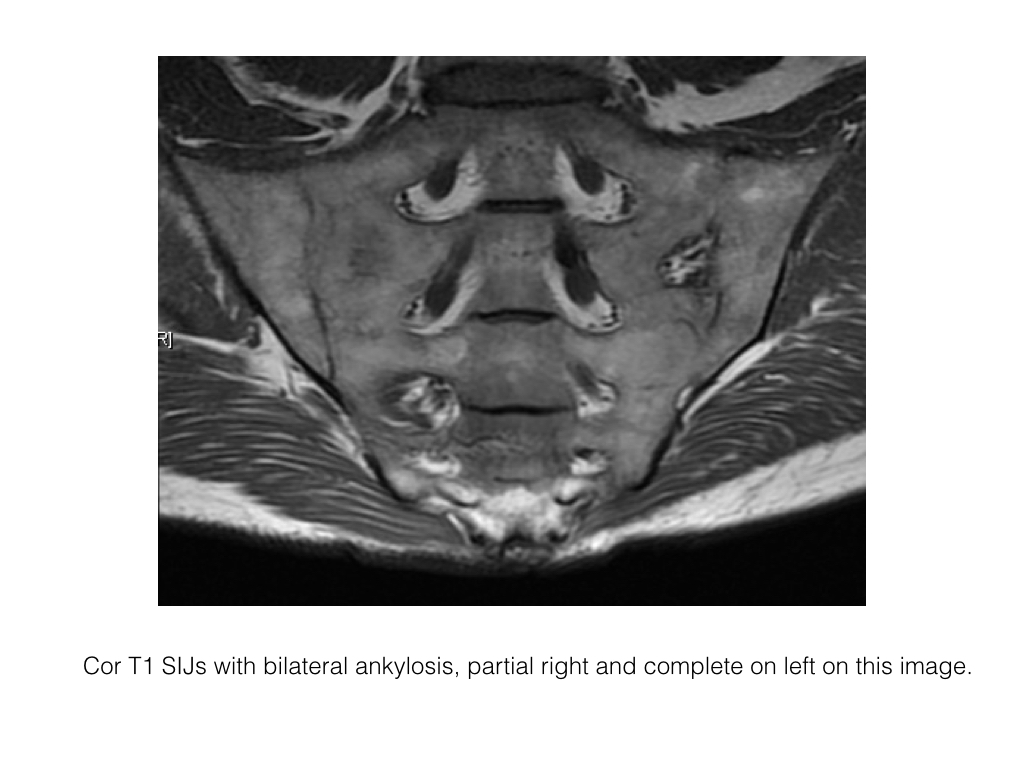 R]
Cor T1 SIJs with bilateral ankylosis, partial right and complete on left on this image.